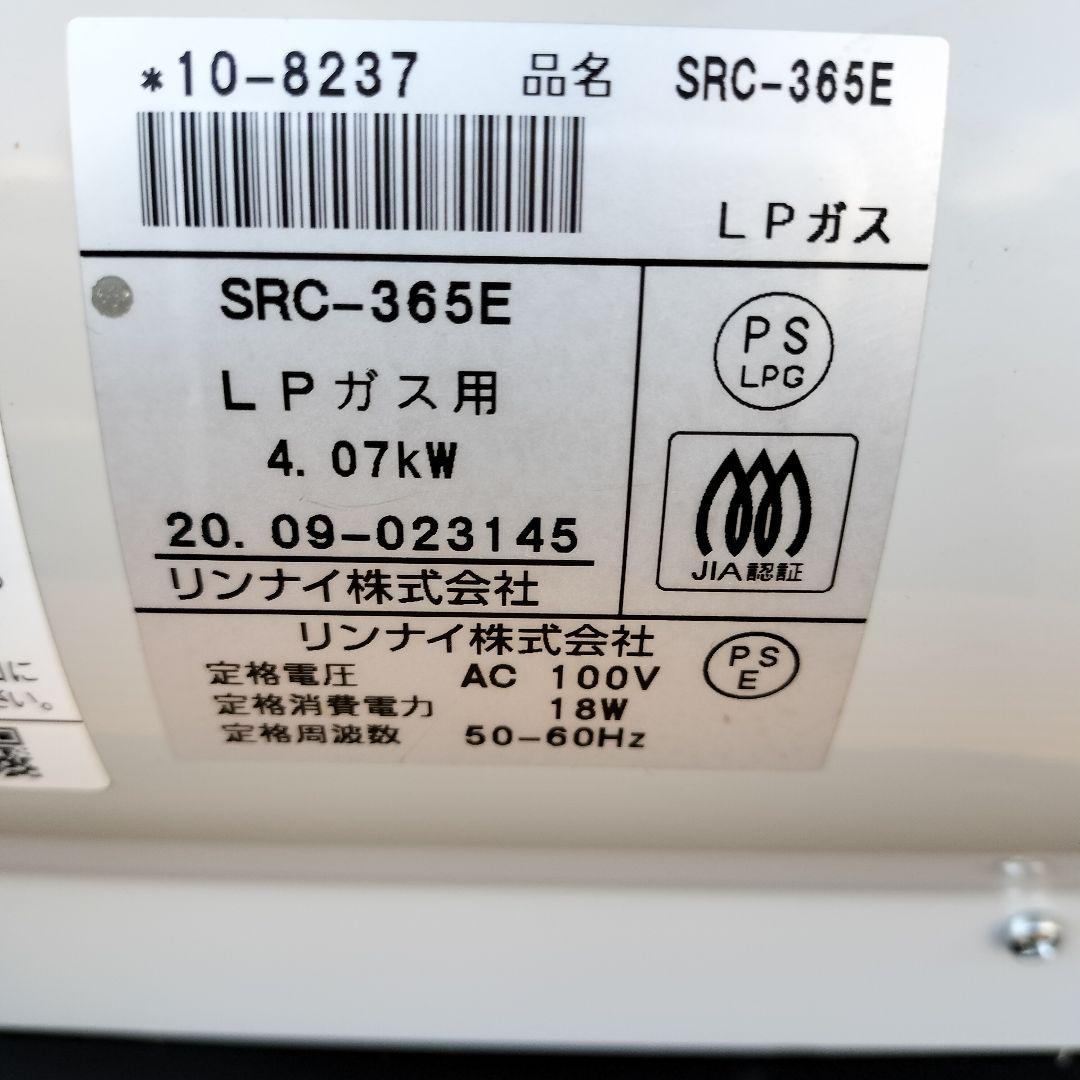 *10-8237 品名 SRC-365E
LPガス
SRC-365E
LPガス用
4.07kW
20.09-023145
リンナイ株式会社
PS
LPG
JIA認証
リンナイ株式会社
定格電圧 AC 100V
定格消費電力 18W
定格周波数 50-60Hz
PS
E
に
さい。